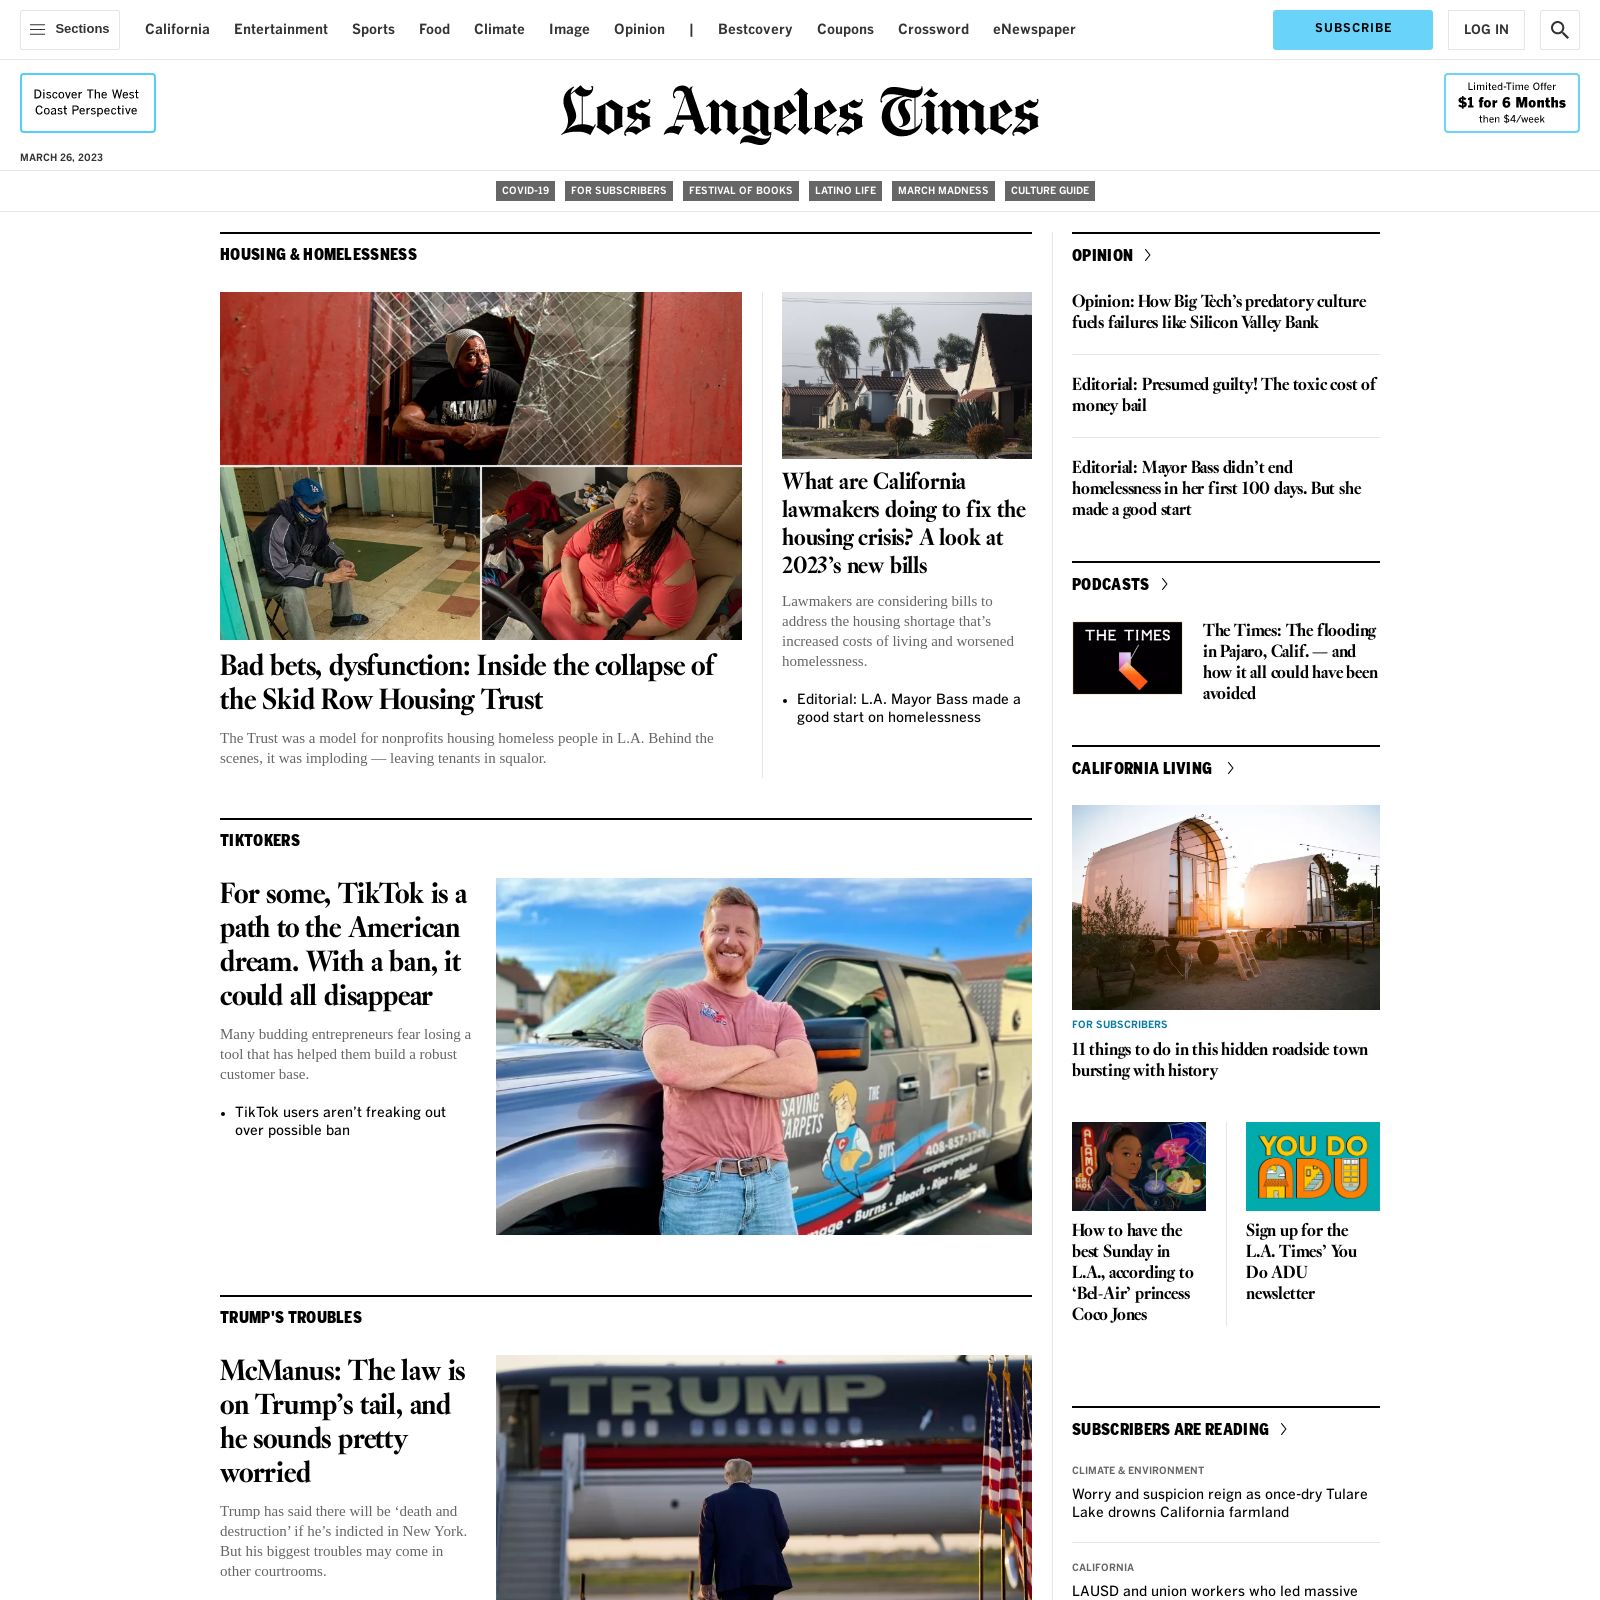 Sections
California Entertainment Sports Food Climate Image Opinion | Bestcovery Coupons Crossword eNewspaper
SUBSCRIBE
LOG IN
Discover The West
Coast Perspective
Los Angeles Times
Limited-Time Offer
$1 for 6 Months
then $4/week
MARCH 26, 2023
COVID-19 FOR SUBSCRIBERS FESTIVAL OF BOOKS LATINO LIFE MARCH MADNESS CULTURE GUIDE
HOUSING & HOMELESSNESS
Bad bets, dysfunction: Inside the collapse of
the Skid Row Housing Trust
The Trust was a model for nonprofits housing homeless people in L.A. Behind the
scenes, it was imploding — leaving tenants in squalor.
What are California
lawmakers doing to fix the
housing crisis? A look at
2023’s new bills
Lawmakers are considering bills to
address the housing shortage that’s
increased costs of living and worsened
homelessness.
• Editorial: L.A. Mayor Bass made a
good start on homelessness
TIKTOKERS
For some, TikTok is a
path to the American
dream. With a ban, it
could all disappear
Many budding entrepreneurs fear losing a
tool that has helped them build a robust
customer base.
• TikTok users aren’t freaking out
over possible ban
SAVING
CARPETS
THE
GUYS
408-857-17
Burns • Bleach • Rips •
TRUMP'S TROUBLES
McManus: The law is
on Trump’s tail, and
he sounds pretty
worried
Trump has said there will be ‘death and
destruction’ if he’s indicted in New York.
But his biggest troubles may come in
other courtrooms.
TRUMP
OPINION
Opinion: How Big Tech’s predatory culture
fuels failures like Silicon Valley Bank
Editorial: Presumed guilty! The toxic cost of
money bail
Editorial: Mayor Bass didn’t end
homelessness in her first 100 days. But she
made a good start
PODCASTS
THE TIMES
The Times: The flooding
in Pajaro, Calif. — and
how it all could have been
avoided
CALIFORNIA LIVING
FOR SUBSCRIBERS
11 things to do in this hidden roadside town
bursting with history
ALAMO
How to have the
best Sunday in
L.A., according to
‘Bel-Air’ princess
Coco Jones
YOU DO
ADU
Sign up for the
L.A. Times’ You
Do ADU
newsletter
SUBSCRIBERS ARE READING
CLIMATE & ENVIRONMENT
Worry and suspicion reign as once-dry Tulare
Lake drowns California farmland
CALIFORNIA
LAUSD and union workers who led massive